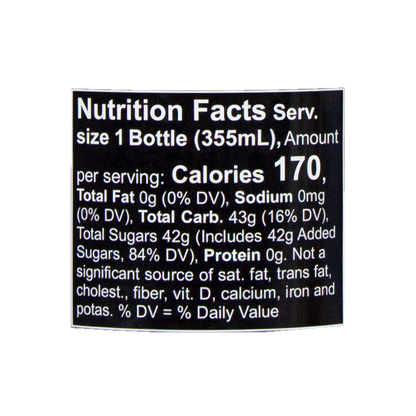 Nutrition Facts Serv.
size 1 Bottle (355mL), Amount
per serving: Calories 170,
Total Fat 0g (0% DV), Sodium 0mg
(0% DV), Total Carb. 43g (16% DV),
Total Sugars 42g (Includes 42g Added
Sugars, 84% DV), Protein 0g. Not a
significant source of sat. fat, trans fat,
cholest., fiber, vit. D, calcium, iron and
potas. % DV = % Daily Value